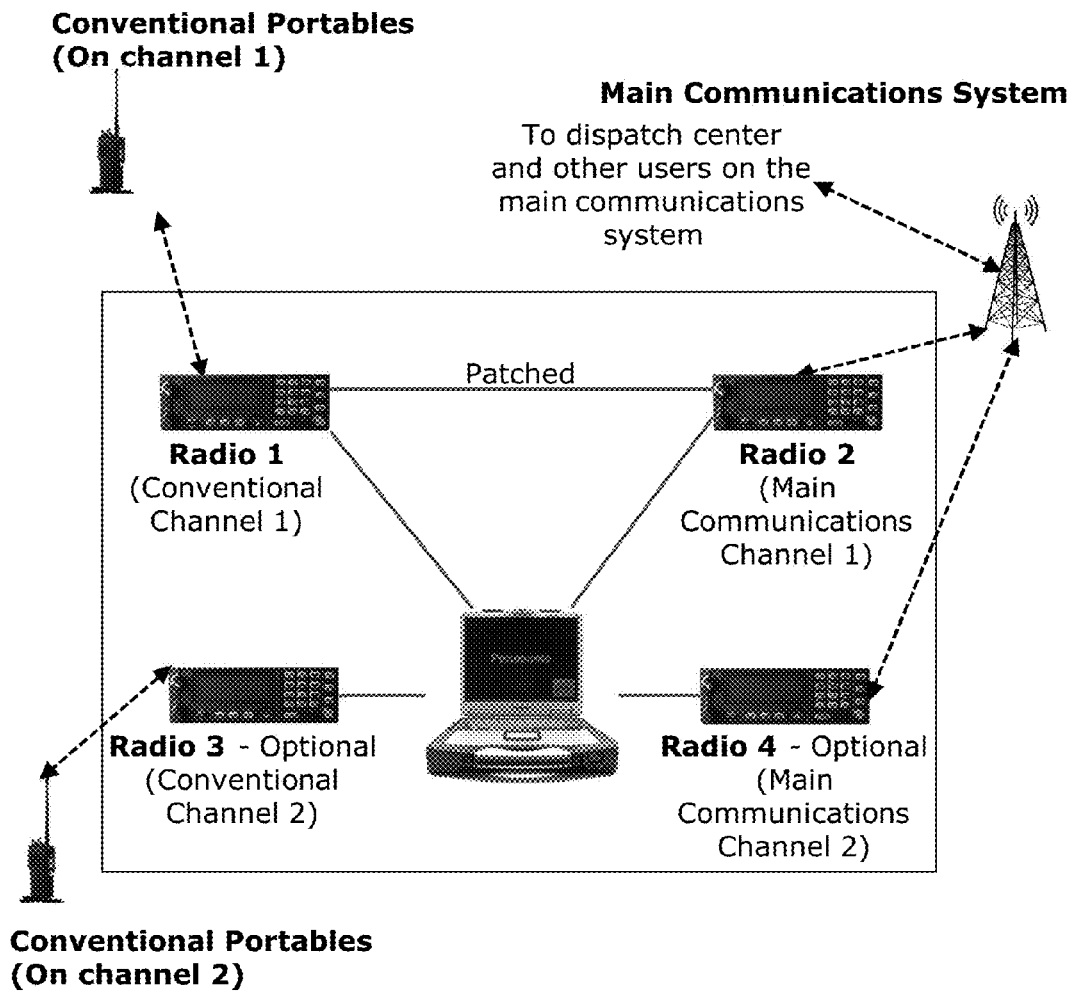 Conventional Portables
(On channel 1)
Main Communications System
To dispatch center
and other users on the
main communications
system
Patched
Radio 1
(Conventional
Channel 1)
Radio 2
(Main
Communications
Channel 1)
Radio 3 - Optional
(Conventional
Channel 2)
Radio 4 - Optional
(Main
Communications
Channel 2)
Conventional Portables
(On channel 2)